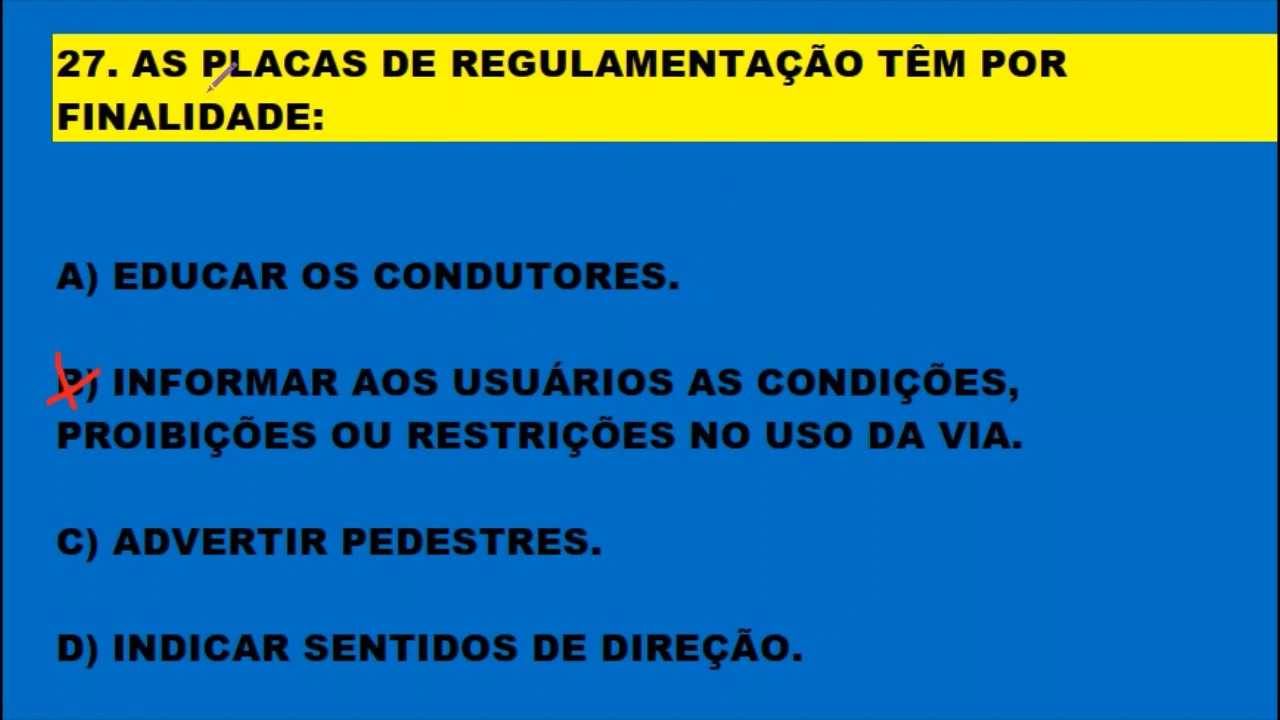 27. AS PLACAS DE REGULAMENTAÇÃO TÊM POR
FINALIDADE:
A) EDUCAR OS CONDUTORES.
B) INFORMAR AOS USUÁRIOS AS CONDIÇÕES,
PROIBIÇÕES OU RESTRIÇÕES NO USO DA VIA.
C) ADVERTIR PEDESTRES.
D) INDICAR SENTIDOS DE DIREÇÃO.